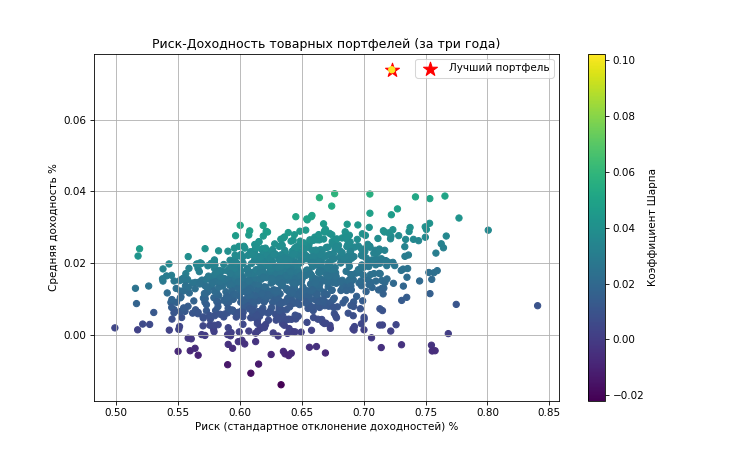 Риск-Доходность товарных портфелей (за три года)
Лучший портфель
0.06
0.04
0.02
0.00
Средняя доходность %
0.50 0.55 0.60 0.65 0.70 0.75 0.80 0.85
Риск (стандартное отклонение доходностей) %
0.10
0.08
0.06
0.04
0.02
0.00
−0.02
Коэффициент Шарпа